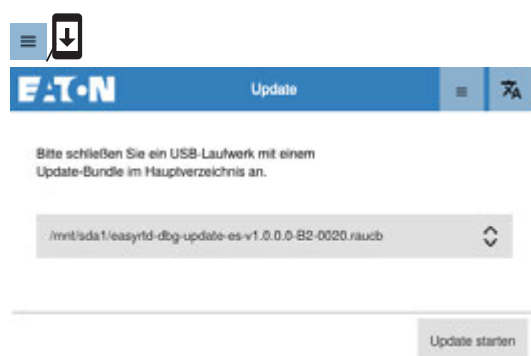 EATON
Update
Bitte schließen Sie ein USB-Laufwerk mit einem
Update-Bundle im Hauptverzeichnis an.
/mnt/sda1/easyrtd-dbg-update-es-v1.0.0.0-B2-0020.raucb
Update starten